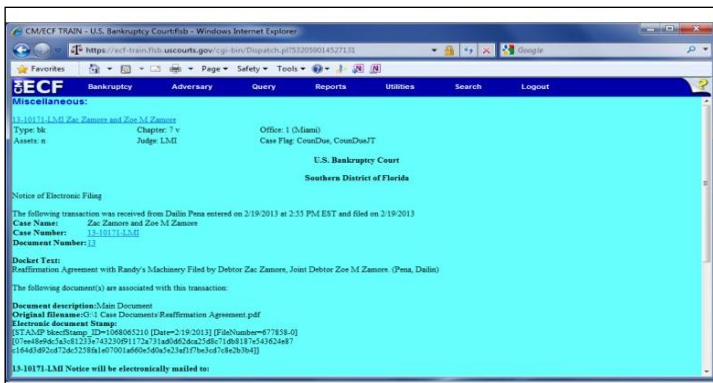 CM/ECF TRAIN - U.S. Bankruptcy Court:flsb - Windows Internet Explorer
https://ecf-train.flsb.uscourts.gov/cgi-bin/Dispatch.pl?532059014527131
Google
Favorites Page Safety Tools
ECF Bankruptcy Adversary Query Reports Utilities Search Logout
Miscellaneous:
13-10171-LMI Zac Zamore and Zoe M Zamore
Type: bk Chapter: 7 v Office: 1 (Miami)
Assets: n Judge: LMI Case Flag: CounDue, CounDueJT
U.S. Bankruptcy Court
Southern District of Florida
Notice of Electronic Filing
The following transaction was received from Dailin Pena entered on 2/19/2013 at 2:55 PM EST and filed on 2/19/2013
Case Name: Zac Zamore and Zoe M Zamore
Case Number: 13-10171-LMI
Document Number: 13
Docket Text:
Reaffirmation Agreement with Randy's Machinery Filed by Debtor Zac Zamore, Joint Debtor Zoe M Zamore. (Pena, Dailin)
The following document(s) are associated with this transaction:
Document description:Main Document
Original filename:G:\1 Case Documents\Reaffirmation Agreement.pdf
Electronic document Stamp:
[STAMP bkecfStamp_ID=1068065210 [Date=2/19/2013] [FileNumber=677858-0]
13-10171-LMI Notice will be electronically mailed to: